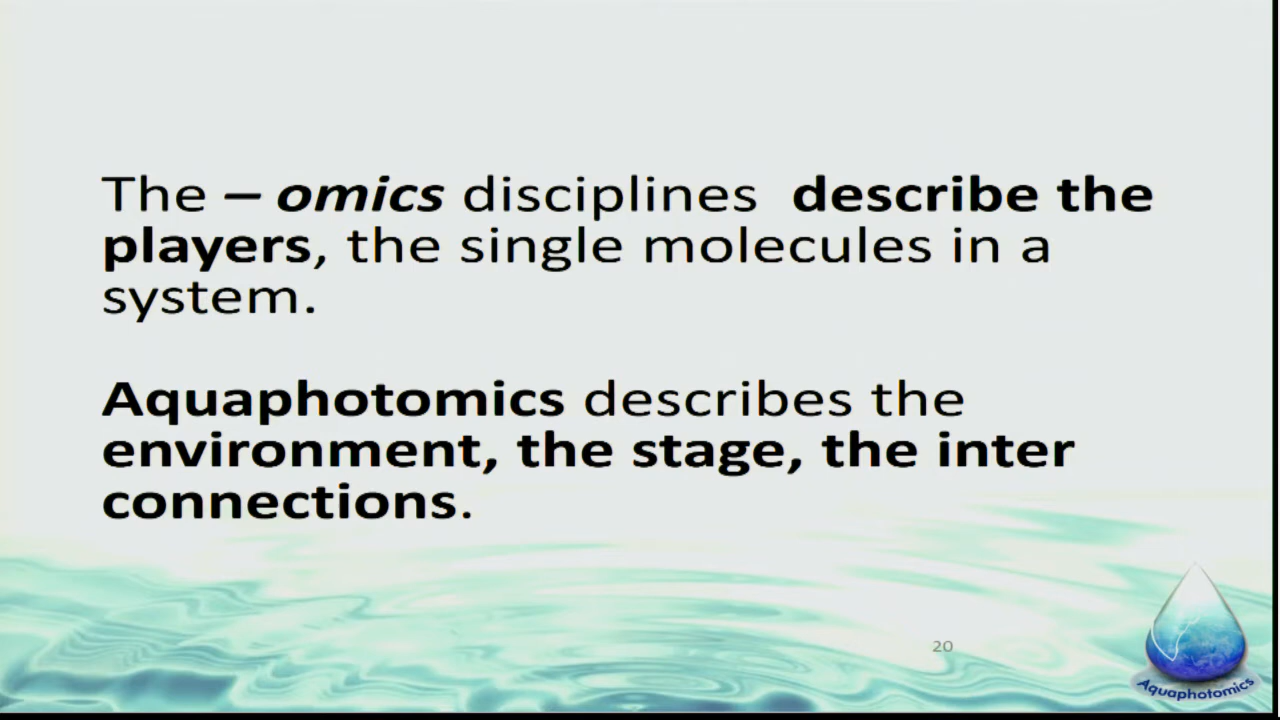 The – omics disciplines describe the
players, the single molecules in a
system.
Aquaphotomics describes the
environment, the stage, the inter
connections.
20
Aquaphotomics